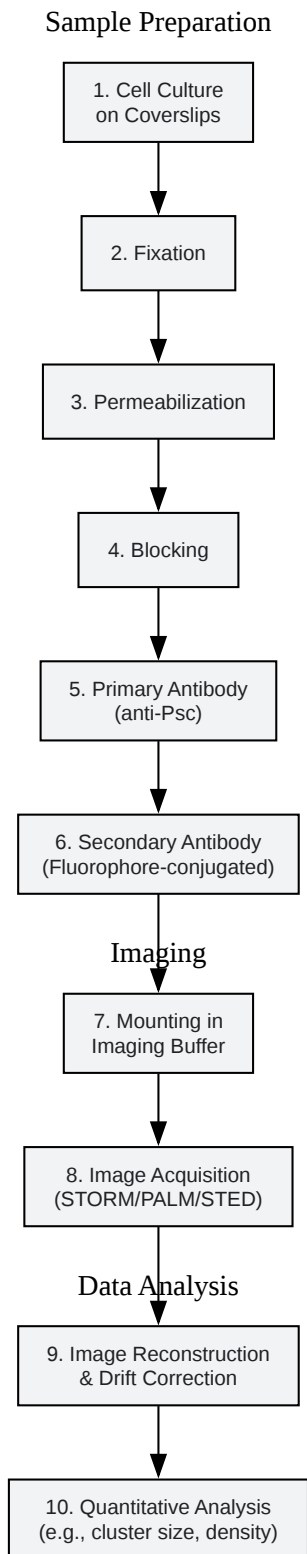 Sample Preparation
1. Cell Culture
on Coverslips
2. Fixation
3. Permeabilization
4. Blocking
5. Primary Antibody
(anti-Psc)
6. Secondary Antibody
(Fluorophore-conjugated)
Imaging
7. Mounting in
Imaging Buffer
8. Image Acquisition
(STORM/PALM/STED)
Data Analysis
9. Image Reconstruction
& Drift Correction
10. Quantitative Analysis
(e.g., cluster size, density)